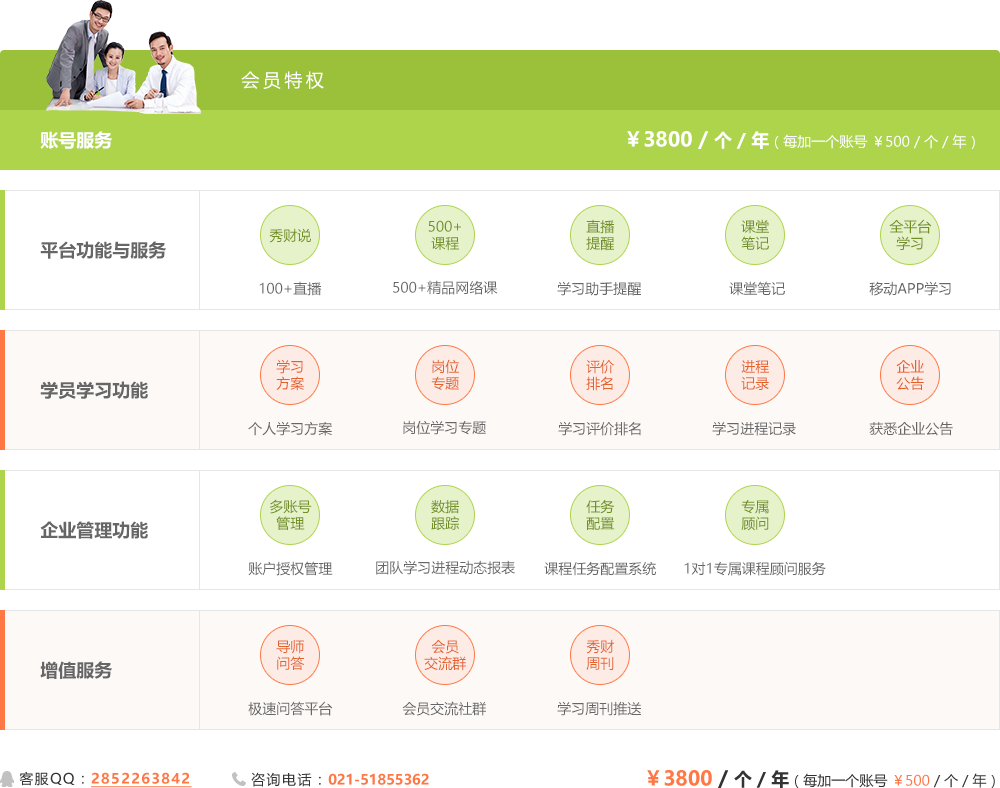 会员特权
账号服务
¥3800 / 个 / 年 ( 每加一个账号 ¥500 / 个 / 年 )
平台功能与服务
秀财说
100+直播
500+
课程
500+精品网络课
直播
提醒
学习助手提醒
课堂
笔记
课堂笔记
全平台
学习
移动APP学习
学员学习功能
学习
方案
个人学习方案
岗位
专题
岗位学习专题
评价
排名
学习评价排名
进程
记录
学习进程记录
企业
公告
获悉企业公告
企业管理功能
多账号
管理
账户授权管理
数据
跟踪
团队学习进程动态报表
任务
配置
课程任务配置系统
专属
顾问
1对1专属课程顾问服务
增值服务
导师
问答
极速问答平台
会员
交流群
会员交流社群
秀财
周刊
学习周刊推送
客服QQ：2852263842
咨询电话：021-51855362
¥3800 / 个 / 年 ( 每加一个账号 ¥500 / 个 / 年 )